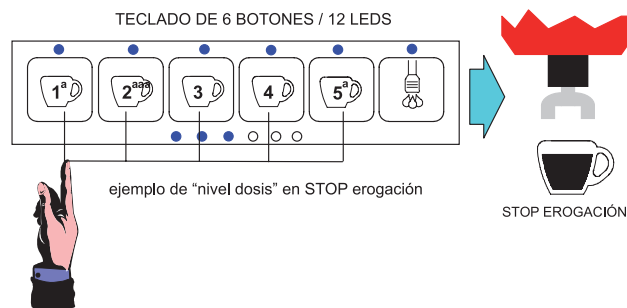 TECLADO DE 6 BOTONES / 12 LEDS
1a 2aaa 3 4 5a
ejemplo de “nivel dosis” en STOP erogación
STOP EROGACIÓN